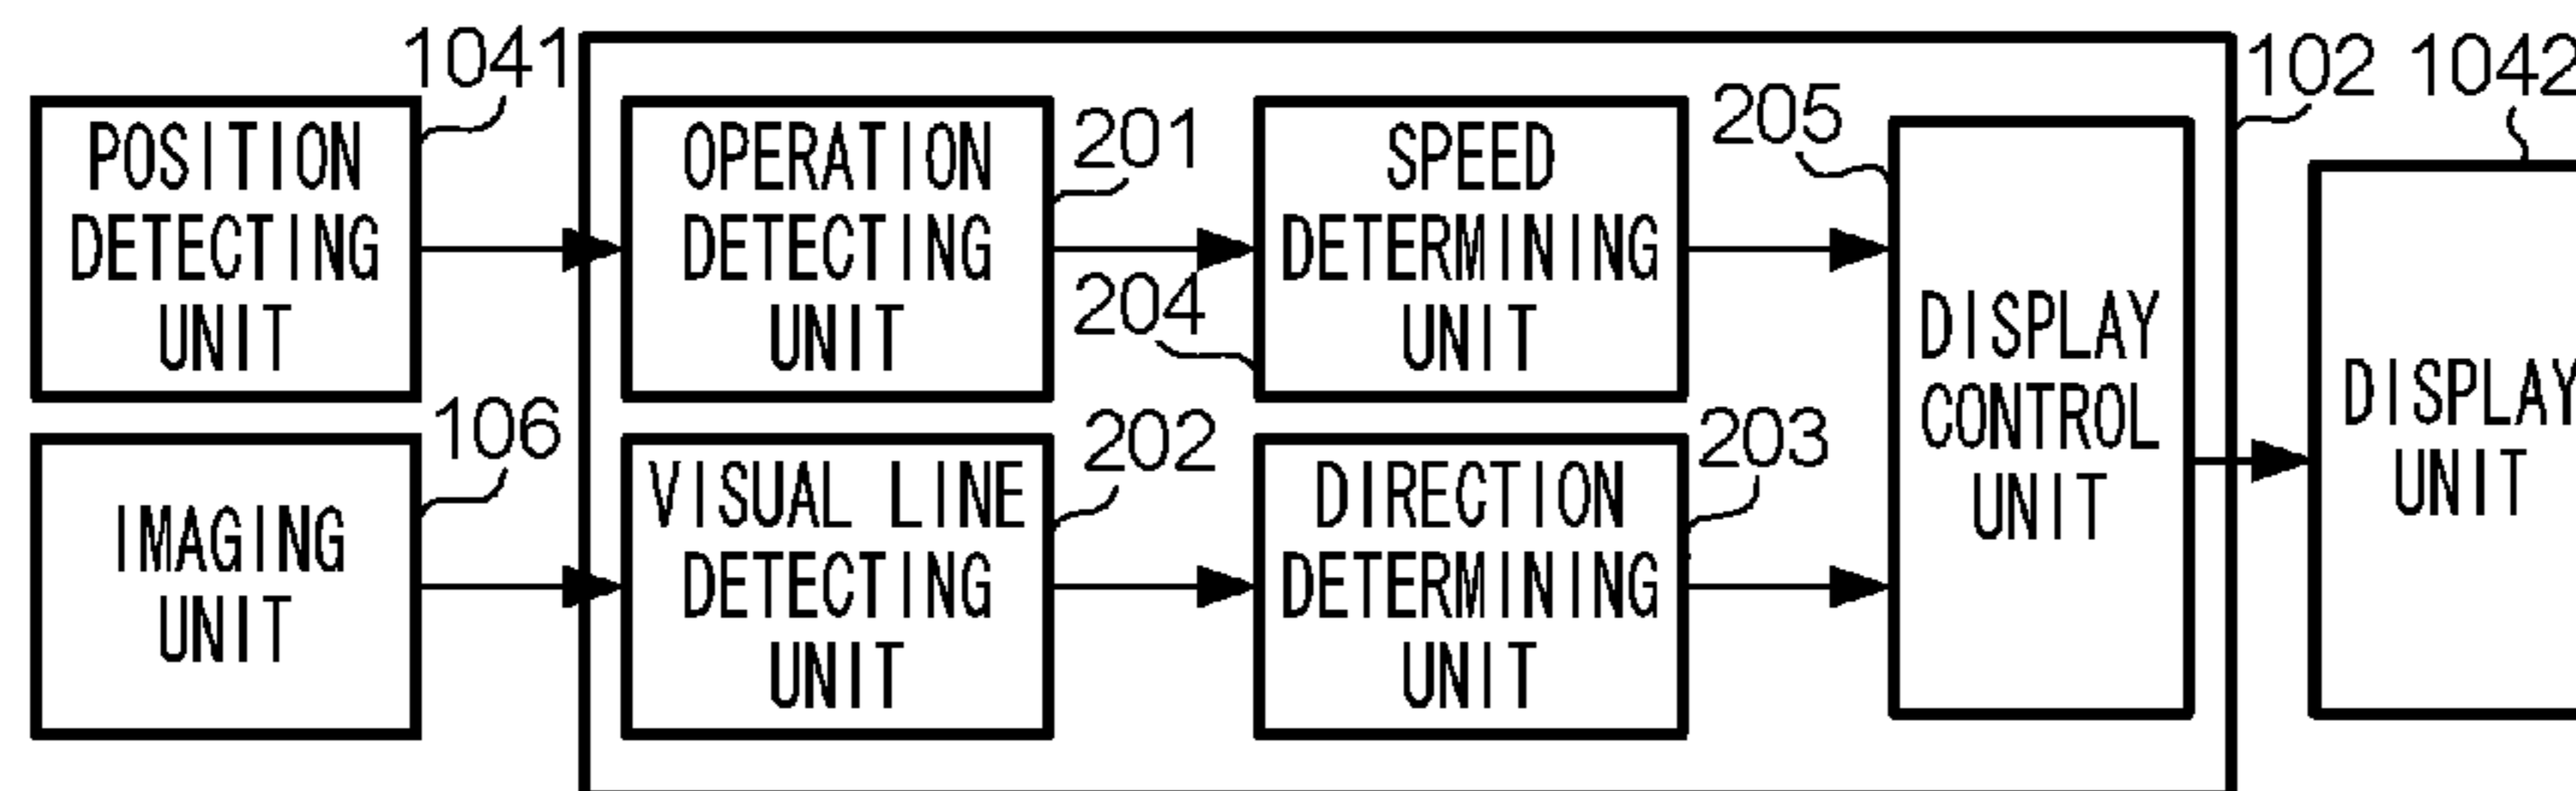 1041
POSITION
DETECTING
UNIT
106
IMAGING
UNIT
102
201
OPERATION
DETECTING
UNIT
202
VISUAL LINE
DETECTING
UNIT
204
SPEED
DETERMINING
UNIT
203
DIRECTION
DETERMINING
UNIT
205
DISPLAY
CONTROL
UNIT
1042
DISPLAY
UNIT